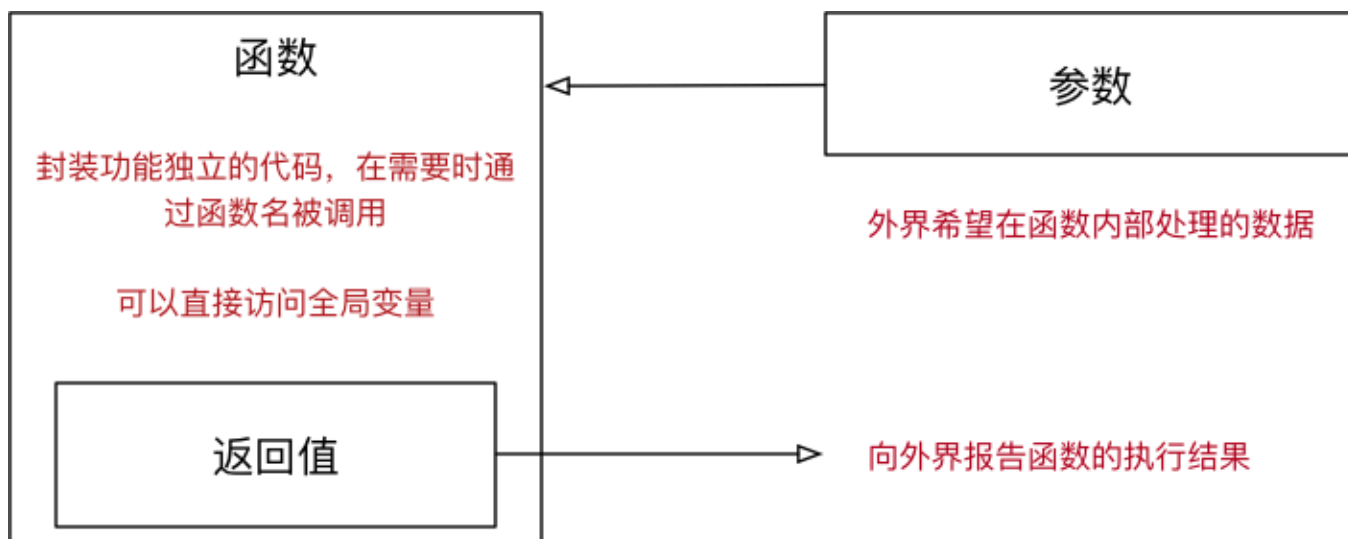 函数
参数
封装功能独立的代码，在需要时通
过函数名被调用
外界希望在函数内部处理的数据
可以直接访问全局变量
返回值
向外界报告函数的执行结果